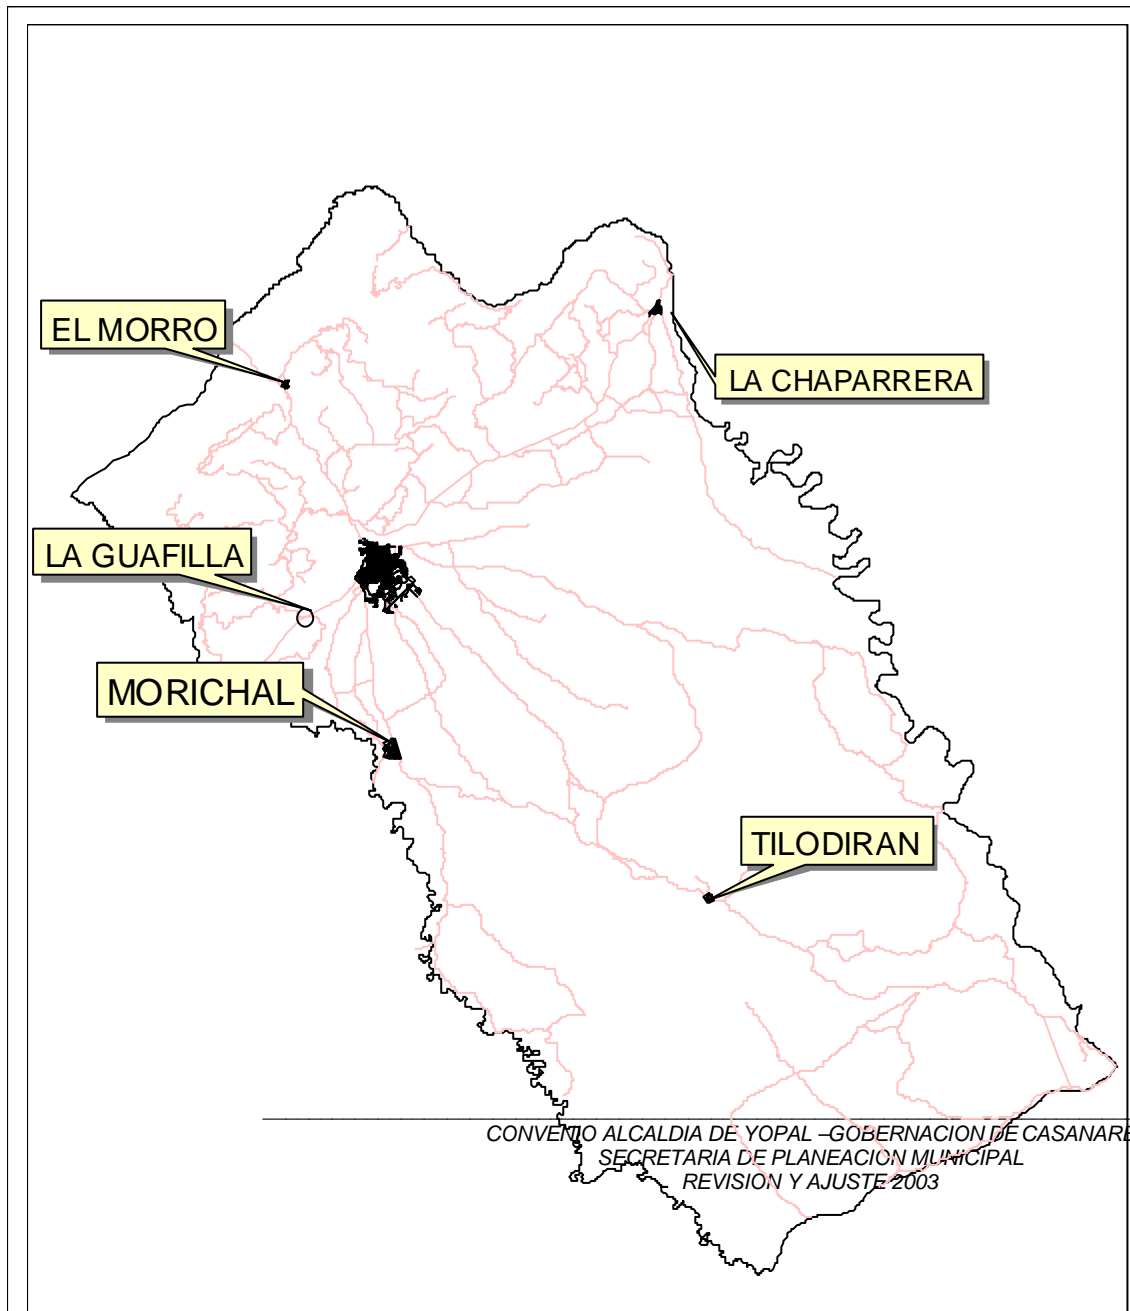 EL MORRO
LA CHAPARRERA
LA GUAFILLA
MORICHAL
TILODIRAN
CONVENIO ALCALDIA DE YOPAL –GOBERNACION DE CASANARE
SECRETARIA DE PLANEACION MUNICIPAL
REVISION Y AJUSTE 2003